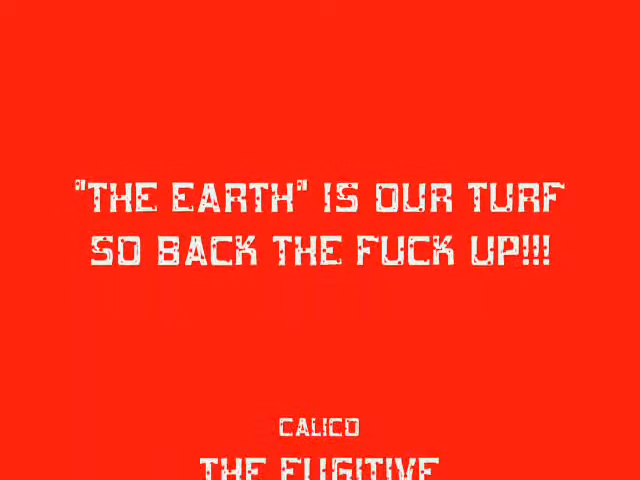 "THE EARTH" IS OUR TURF
SO BACK THE FUCK UP!!!
CALICO
THE FUGITIVE